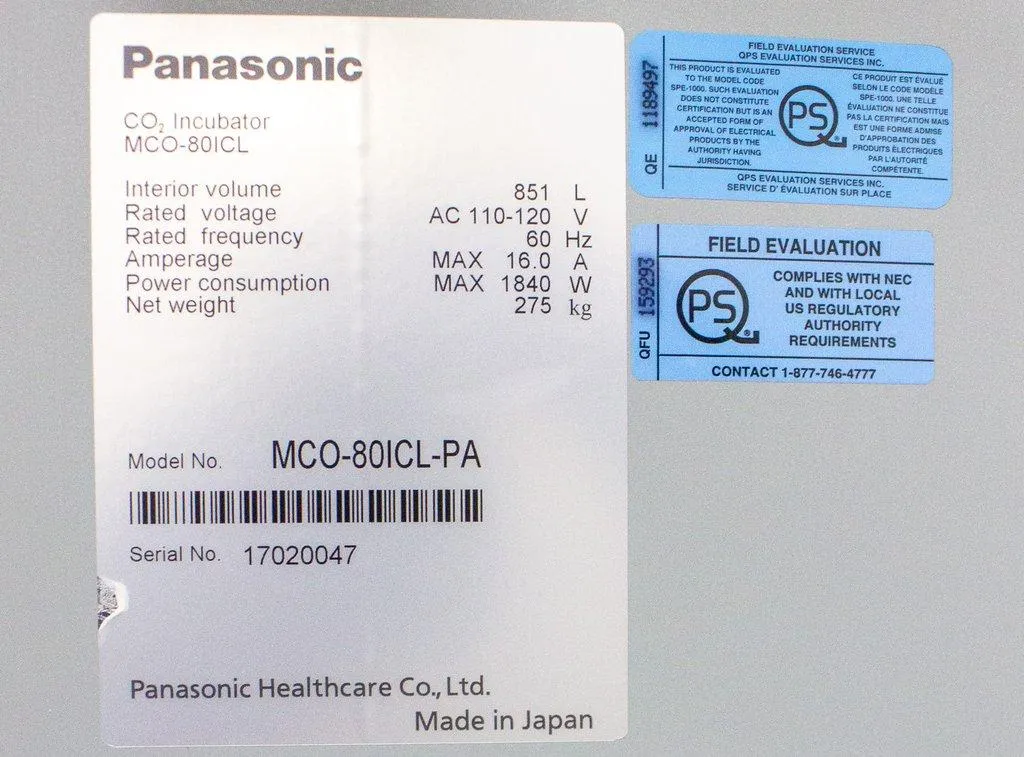 Panasonic
CO₂ Incubator
MCO-80ICL
Interior volume 851 L
Rated voltage AC 110-120 V
Rated frequency 60 Hz
Amperage MAX 16.0 A
Power consumption MAX 1840 W
Net weight 275 kg
Model No. MCO-80ICL-PA
Serial No. 17020047
Panasonic Healthcare Co., Ltd.
Made in Japan
QE 1189497
FIELD EVALUATION SERVICE
QPS EVALUATION SERVICES INC.
THIS PRODUCT IS EVALUATED
TO THE MODEL CODE
SPE-1000. SUCH EVALUATION
DOES NOT CONSTITUTE
CERTIFICATION BUT IS AN
ACCEPTED FORM OF
APPROVAL OF ELECTRICAL
PRODUCTS BY THE
AUTHORITY HAVING
JURISDICTION.
QPS
CE PRODUIT EST ÉVALUÉ
SELON LE CODE MODÈLE
SPE-1000. UNE TELLE
ÉVALUATION NE CONSTITUE
PAS LA CERTIFICATION MAIS
EST UNE FORME ADMISE
D'APPROBATION DES
PRODUITS ÉLECTRIQUES
PAR L'AUTORITÉ
COMPÉTENTE.
QPS EVALUATION SERVICES INC.
SERVICE D' ÉVALUATION SUR PLACE
QFU 159293
FIELD EVALUATION
QPS
COMPLIES WITH NEC
AND WITH LOCAL
US REGULATORY
AUTHORITY
REQUIREMENTS
CONTACT 1-877-746-4777